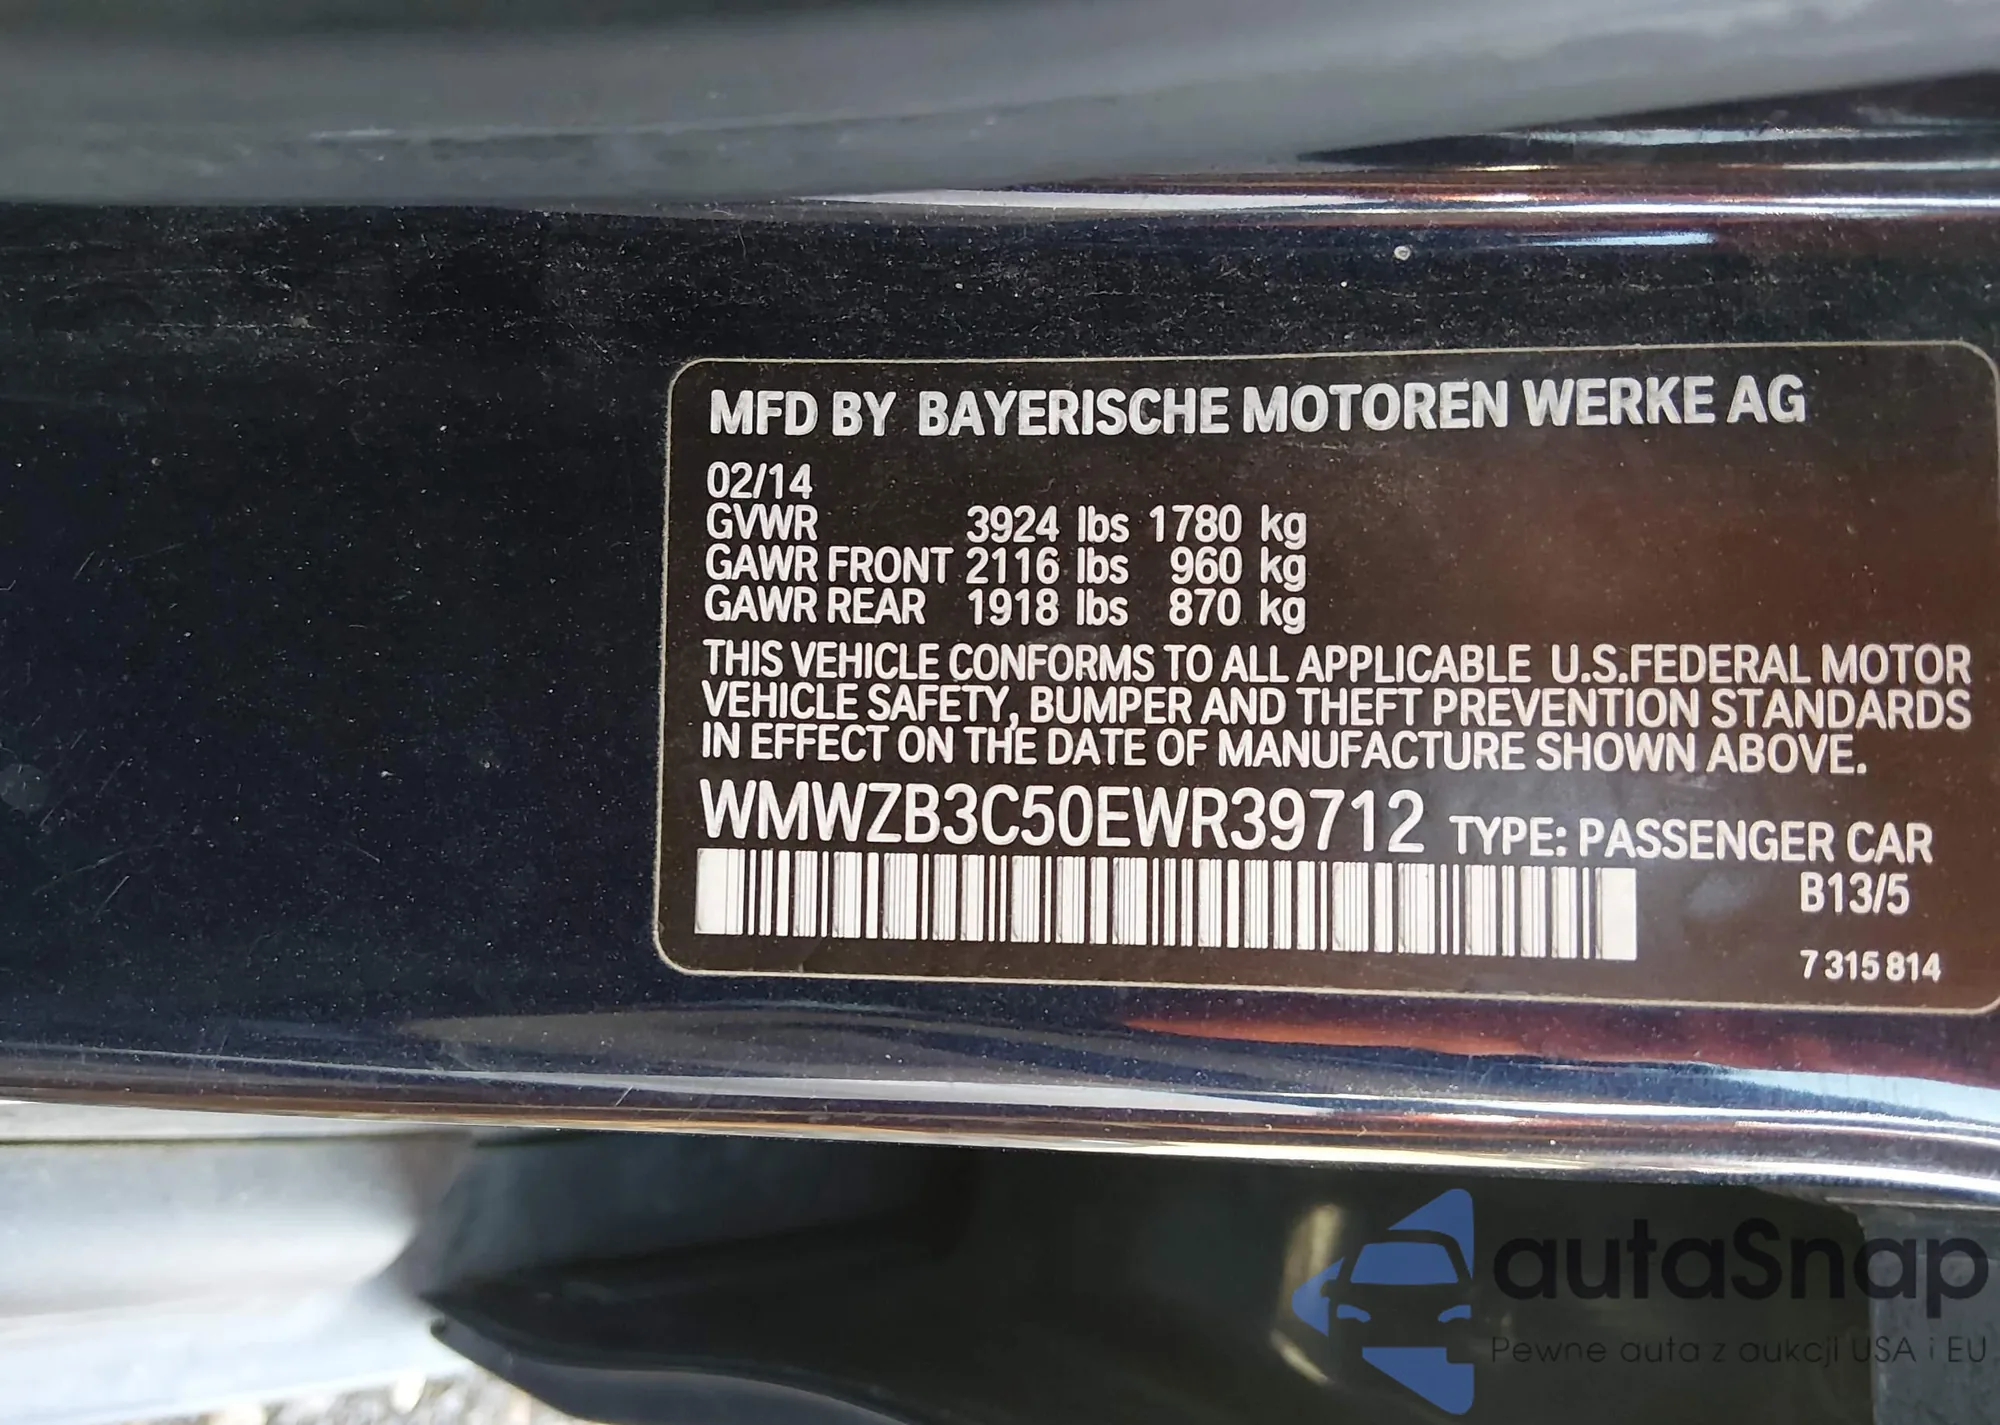 MFD BY BAYERISCHE MOTOREN WERKE AG
02/14
GVWR 3924 lbs 1780 kg
GAWR FRONT 2116 lbs 960 kg
GAWR REAR 1918 lbs 870 kg
THIS VEHICLE CONFORMS TO ALL APPLICABLE U.S.FEDERAL MOTOR
VEHICLE SAFETY, BUMPER AND THEFT PREVENTION STANDARDS
IN EFFECT ON THE DATE OF MANUFACTURE SHOWN ABOVE.
WMWZB3C50EWR39712 TYPE: PASSENGER CAR
B13/5
7 315 814
autaSnap
Pewne auta z aukcji USA i EU